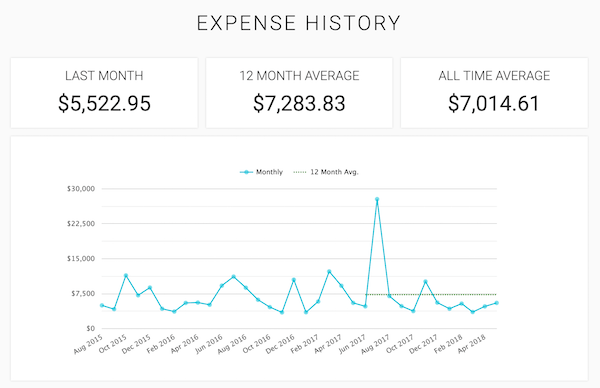 EXPENSE HISTORY
LAST MONTH
$5,522.95
12 MONTH AVERAGE
$7,283.83
ALL TIME AVERAGE
$7,014.61
Monthly
12 Month Avg.
$30,000
$22,500
$15,000
$7,500
$0
Aug 2015
Oct 2015
Dec 2015
Feb 2016
Apr 2016
Jun 2016
Aug 2016
Oct 2016
Dec 2016
Feb 2017
Apr 2017
Jun 2017
Aug 2017
Oct 2017
Dec 2017
Feb 2018
Apr 2018